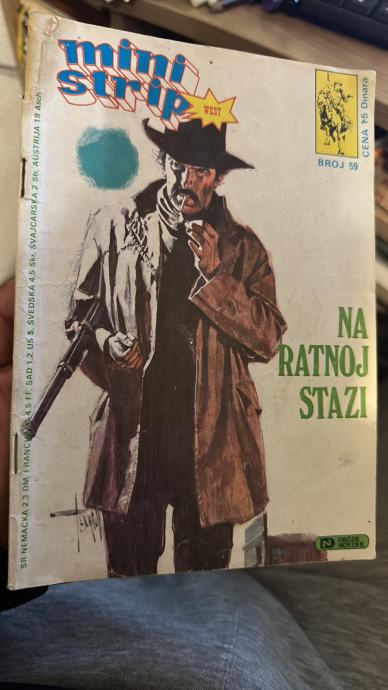 mini
strip
WEST
CENA 15 Dinara
BROJ 59
NA
RATNOJ
STAZI
DEČJE
NOVINE
SR NEMAČKA 2.3 DM, FRANCUSKA 4.5 FF, SAD 1.2 US $, ŠVEDSKA 4.5 Skr, ŠVAJCARSKA 2 Sfr, AUSTRIJA 19 Asch